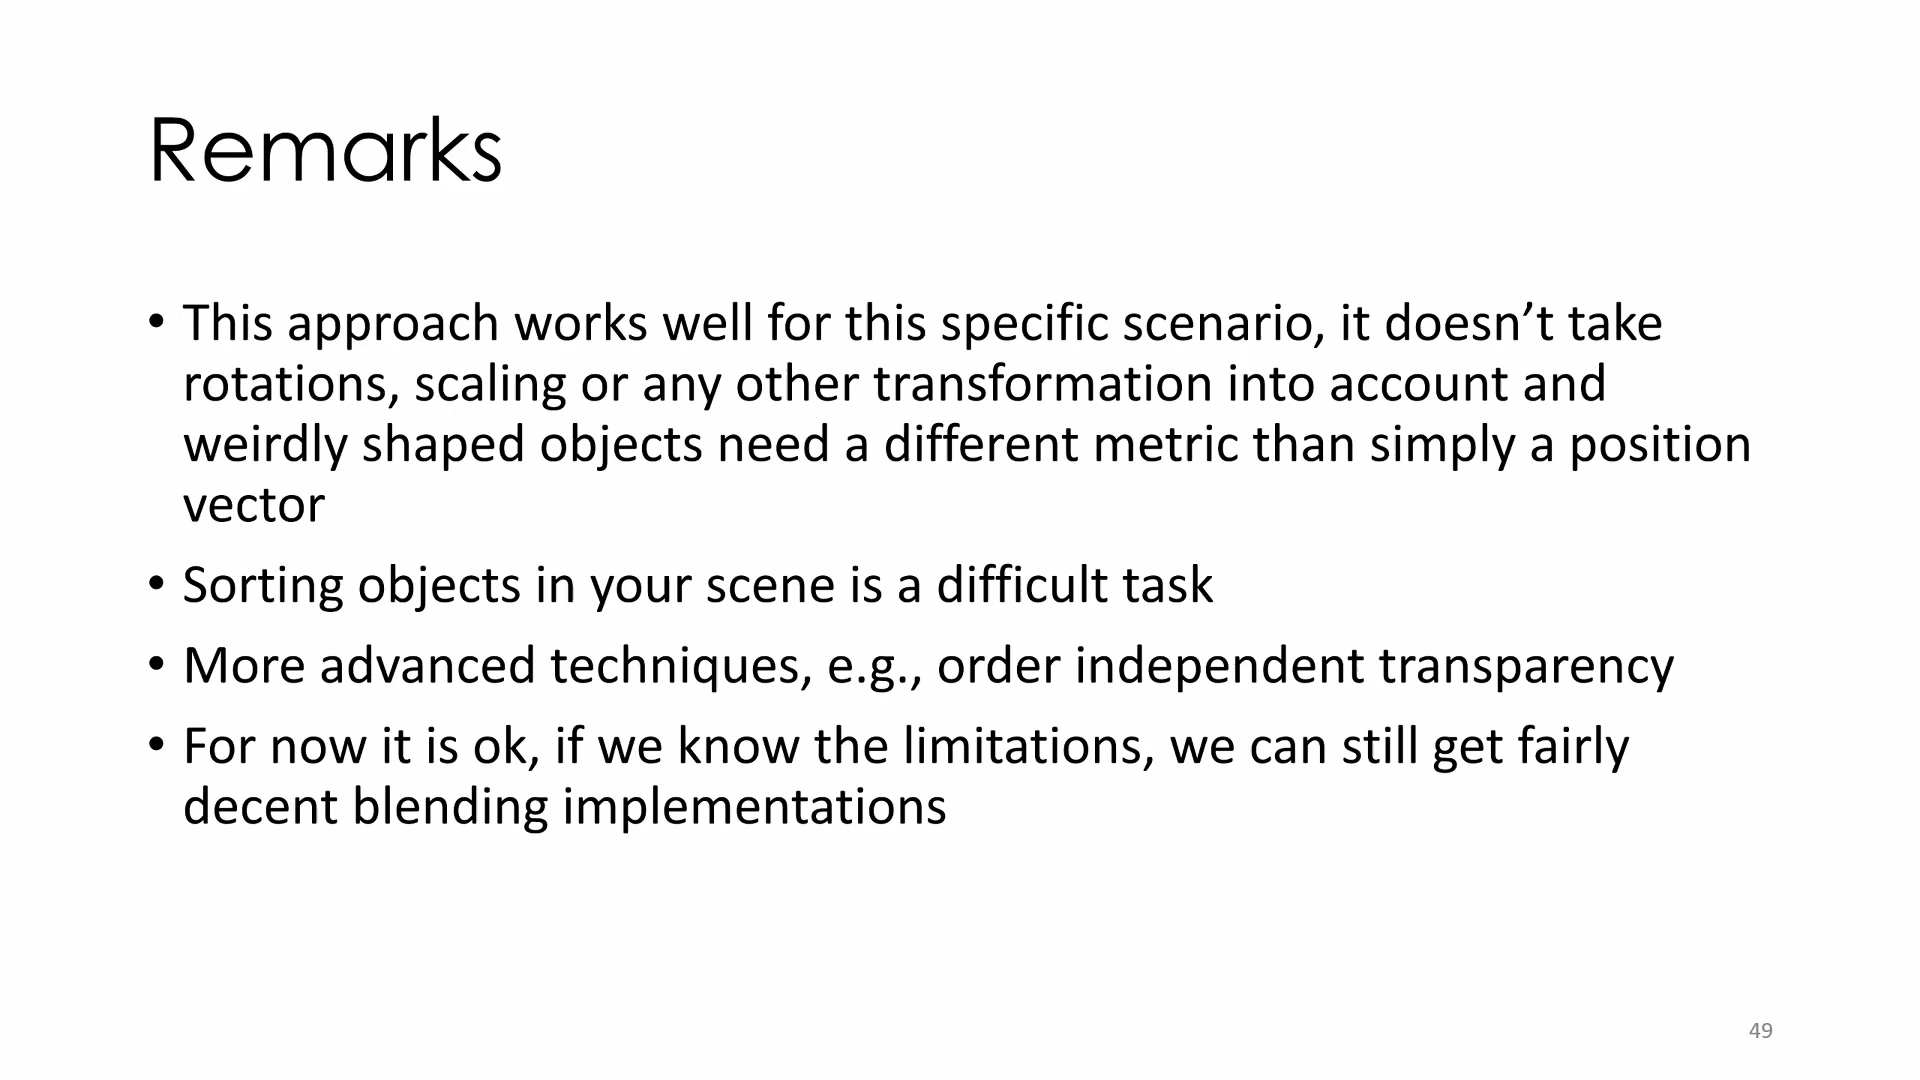 Remarks
• This approach works well for this specific scenario, it doesn’t take
rotations, scaling or any other transformation into account and
weirdly shaped objects need a different metric than simply a position
vector
• Sorting objects in your scene is a difficult task
• More advanced techniques, e.g., order independent transparency
• For now it is ok, if we know the limitations, we can still get fairly
decent blending implementations
49